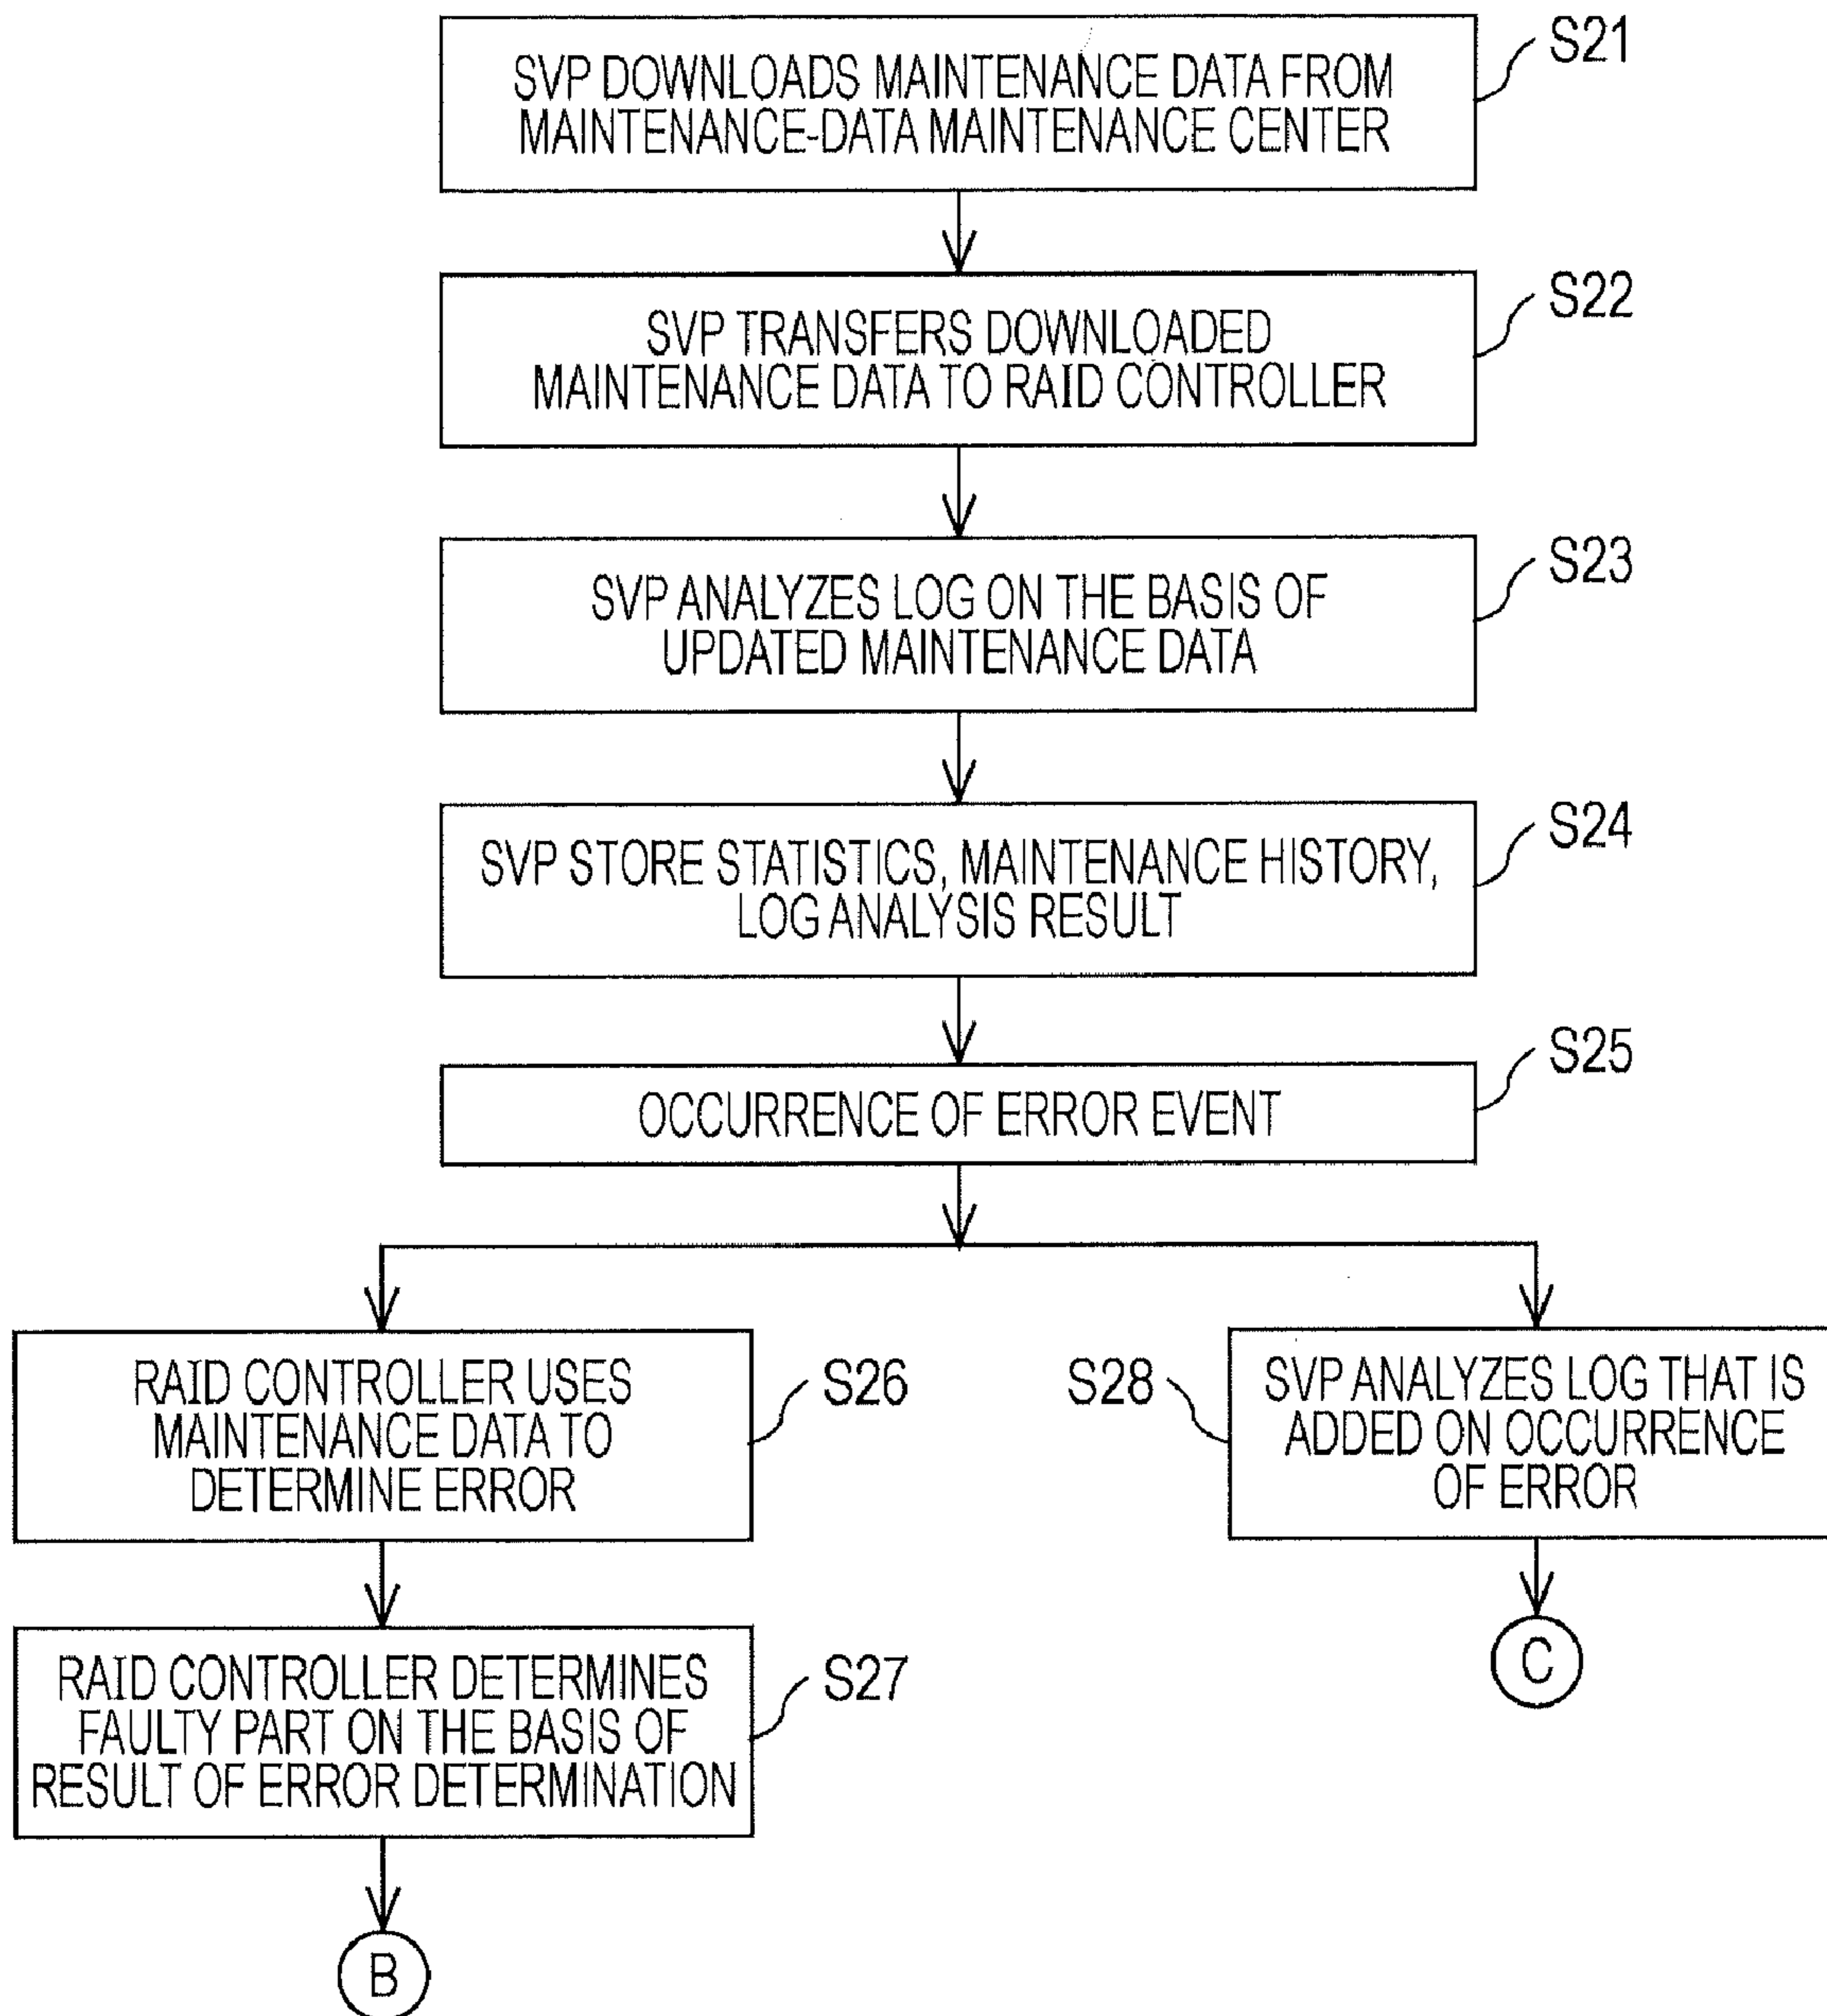 S21
SVP DOWNLOADS MAINTENANCE DATA FROM
MAINTENANCE-DATA MAINTENANCE CENTER
S22
SVP TRANSFERS DOWNLOADED
MAINTENANCE DATA TO RAID CONTROLLER
S23
SVP ANALYZES LOG ON THE BASIS OF
UPDATED MAINTENANCE DATA
S24
SVP STORE STATISTICS, MAINTENANCE HISTORY,
LOG ANALYSIS RESULT
S25
OCCURRENCE OF ERROR EVENT
S26
RAID CONTROLLER USES
MAINTENANCE DATA TO
DETERMINE ERROR
S27
RAID CONTROLLER DETERMINES
FAULTY PART ON THE BASIS OF
RESULT OF ERROR DETERMINATION
B
S28
SVP ANALYZES LOG THAT IS
ADDED ON OCCURRENCE
OF ERROR
C